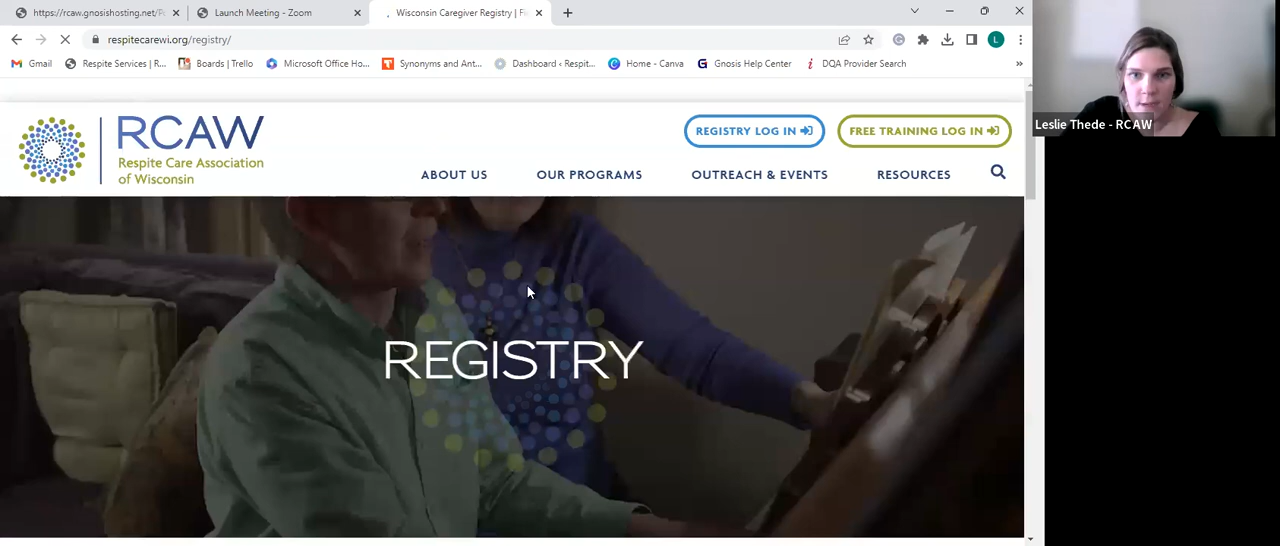 https://rcaw.gnosishosting.net/P
Launch Meeting - Zoom
Wisconsin Caregiver Registry | Fi
respitecarewi.org/registry/
L
Gmail
Respite Services | R...
Boards | Trello
Microsoft Office Ho...
Synonyms and Ant...
Dashboard ‹ Respit...
Home - Canva
Gnosis Help Center
DQA Provider Search
»
RCAW
Respite Care Association
of Wisconsin
REGISTRY LOG IN
FREE TRAINING LOG IN
ABOUT US
OUR PROGRAMS
OUTREACH & EVENTS
RESOURCES
REGISTRY
Leslie Thede - RCAW